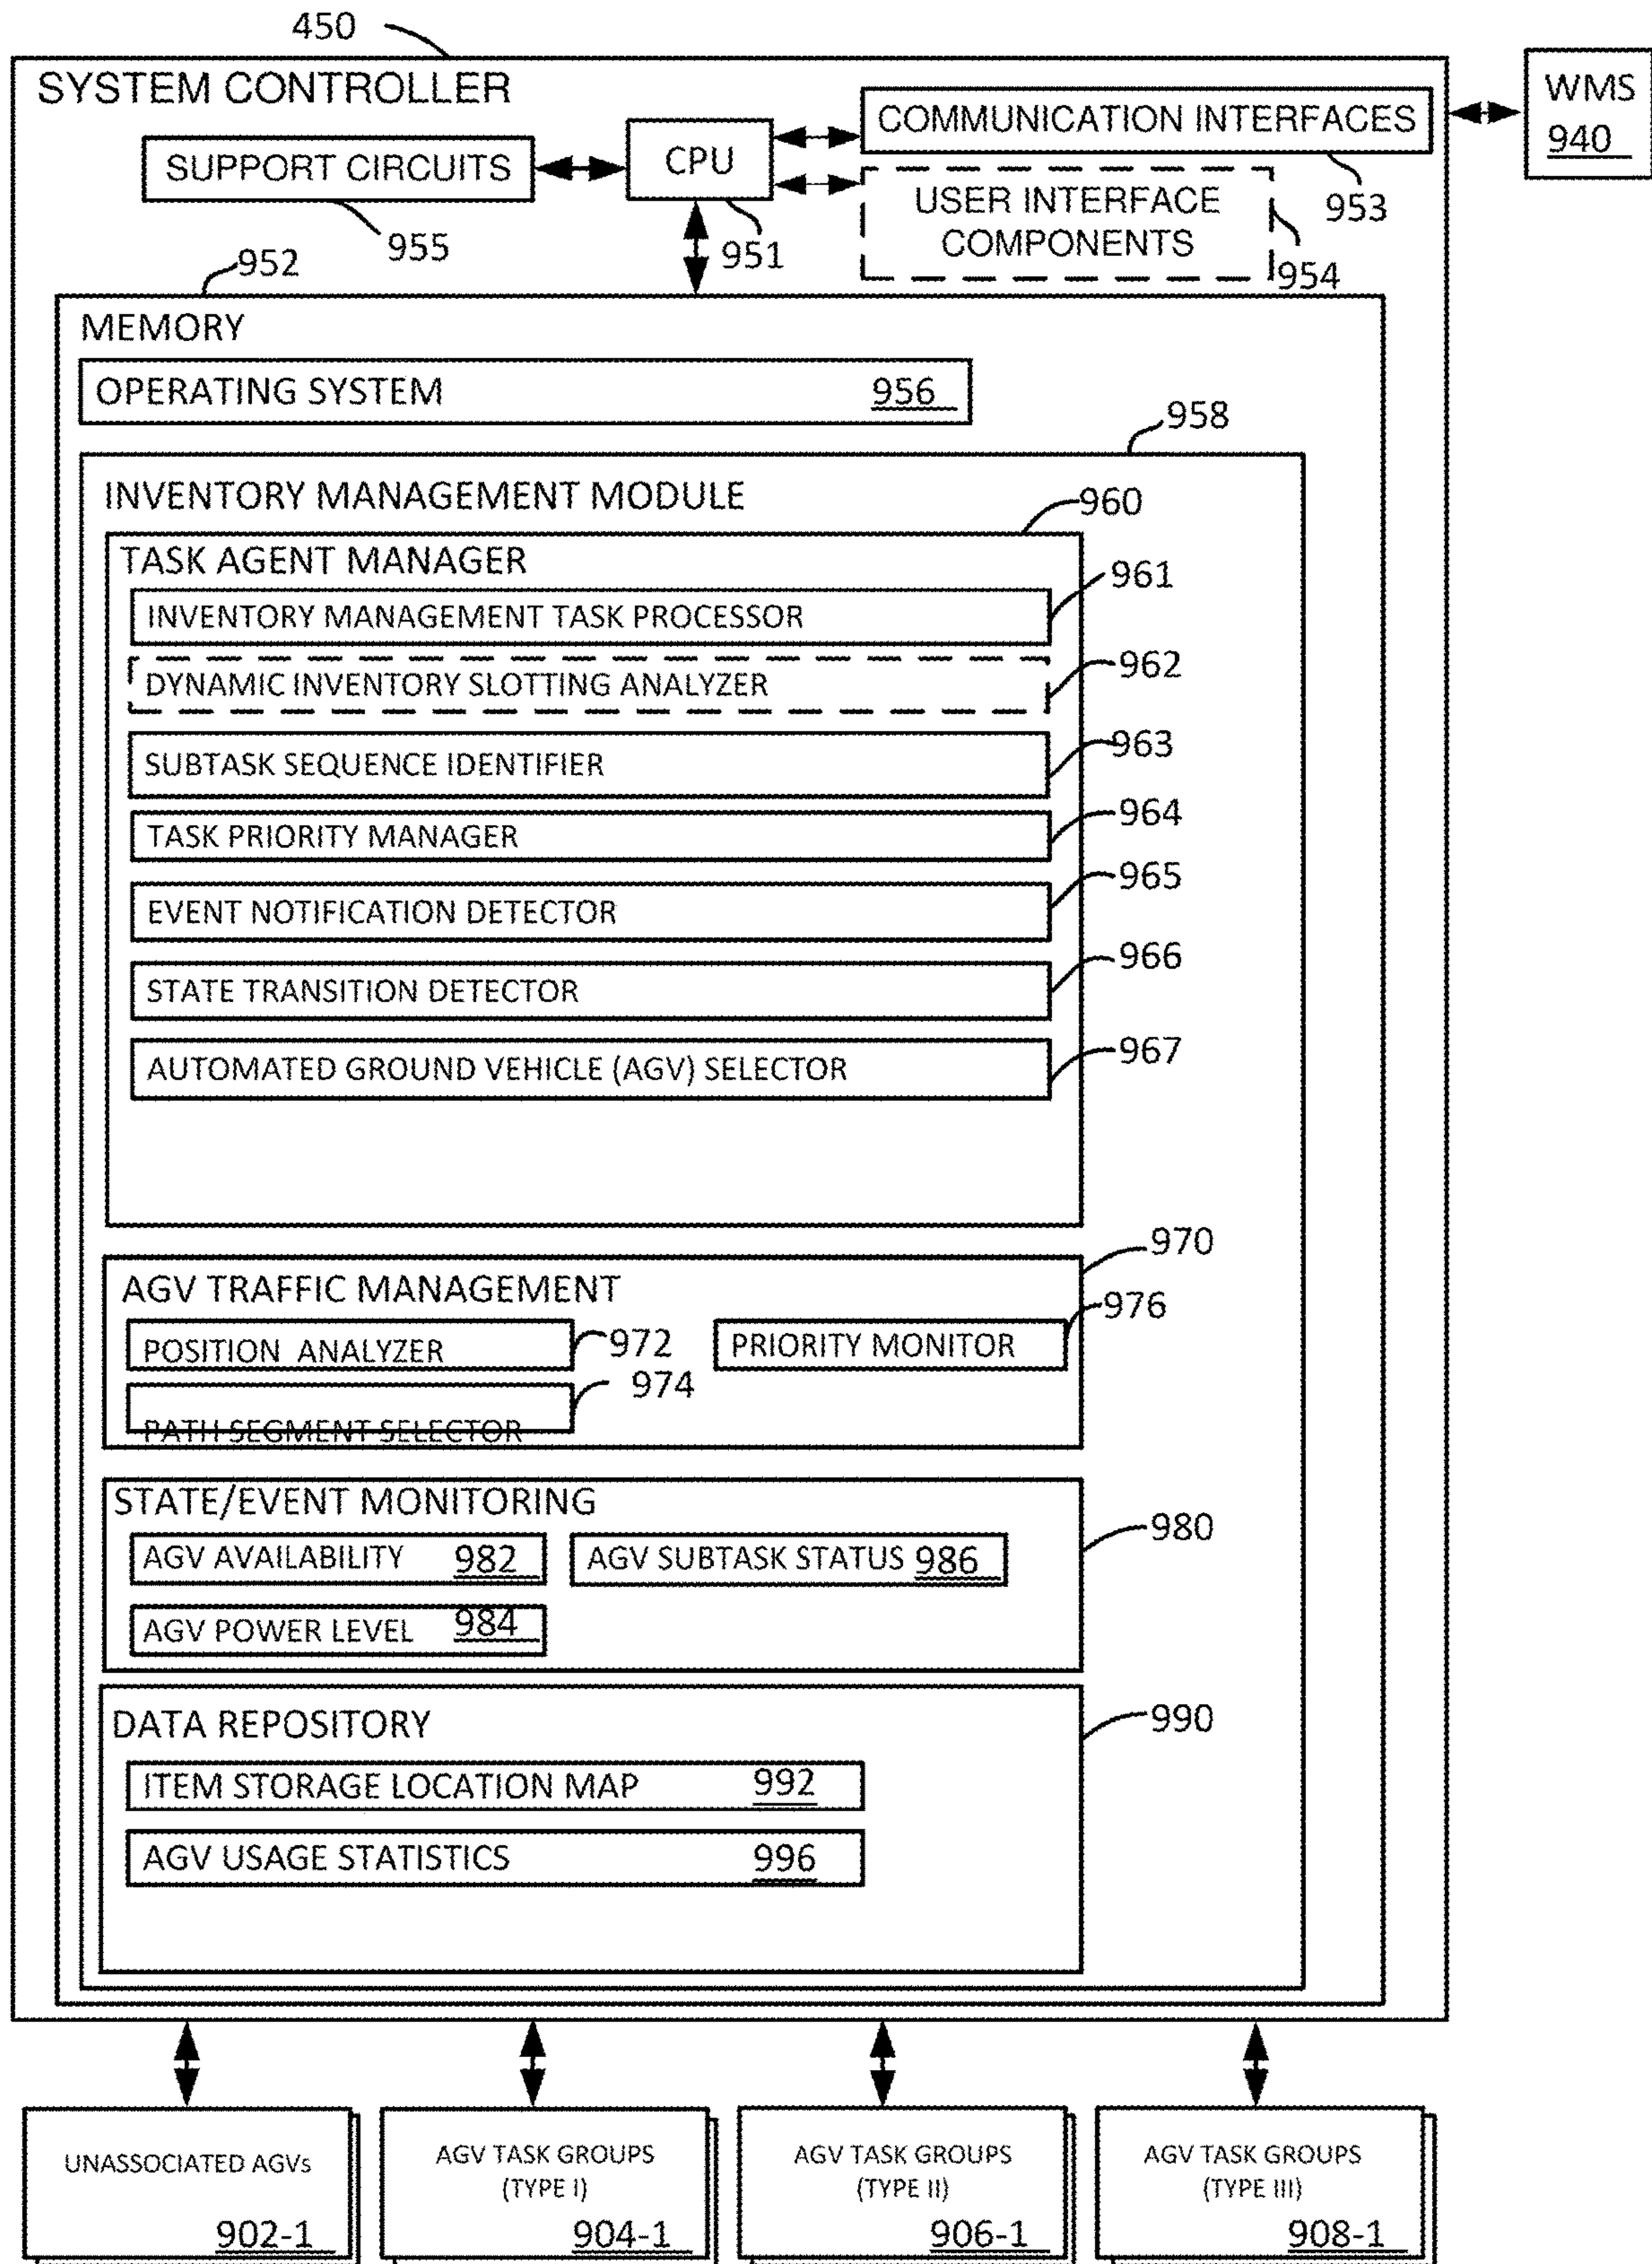 450
SYSTEM CONTROLLER
WMS
940
COMMUNICATION INTERFACES
953
SUPPORT CIRCUITS
955
CPU
951
USER INTERFACE
COMPONENTS
954
952
MEMORY
OPERATING SYSTEM 956
958
INVENTORY MANAGEMENT MODULE
960
TASK AGENT MANAGER
961
INVENTORY MANAGEMENT TASK PROCESSOR
962
DYNAMIC INVENTORY SLOTTING ANALYZER
963
SUBTASK SEQUENCE IDENTIFIER
964
TASK PRIORITY MANAGER
965
EVENT NOTIFICATION DETECTOR
966
STATE TRANSITION DETECTOR
967
AUTOMATED GROUND VEHICLE (AGV) SELECTOR
970
AGV TRAFFIC MANAGEMENT
976
POSITION ANALYZER 972
PRIORITY MONITOR
974
PATH SEGMENT SELECTOR
STATE/EVENT MONITORING
980
AGV AVAILABILITY 982
AGV SUBTASK STATUS 986
AGV POWER LEVEL 984
DATA REPOSITORY
990
ITEM STORAGE LOCATION MAP 992
AGV USAGE STATISTICS 996
UNASSOCIATED AGVs
902-1
AGV TASK GROUPS
(TYPE I)
904-1
AGV TASK GROUPS
(TYPE II)
906-1
AGV TASK GROUPS
(TYPE III)
908-1